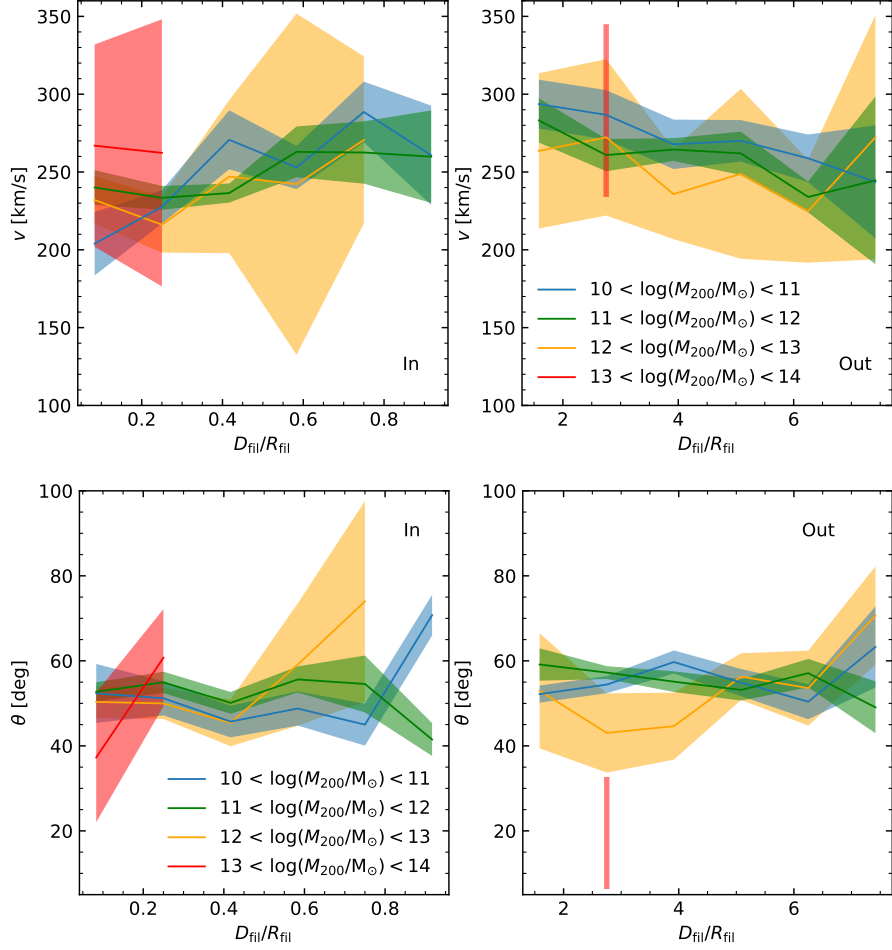 350
300
250
200
150
100
v [km/s]
0.2
0.4
0.6
0.8
D_fil/R_fil
In
350
300
250
200
150
100
v [km/s]
10 < log(M_200/M_⊙) < 11
11 < log(M_200/M_⊙) < 12
12 < log(M_200/M_⊙) < 13
13 < log(M_200/M_⊙) < 14
Out
2
4
6
D_fil/R_fil
100
80
60
40
20
θ [deg]
In
10 < log(M_200/M_⊙) < 11
11 < log(M_200/M_⊙) < 12
12 < log(M_200/M_⊙) < 13
13 < log(M_200/M_⊙) < 14
0.2
0.4
0.6
0.8
D_fil/R_fil
100
80
60
40
20
θ [deg]
Out
2
4
6
D_fil/R_fil